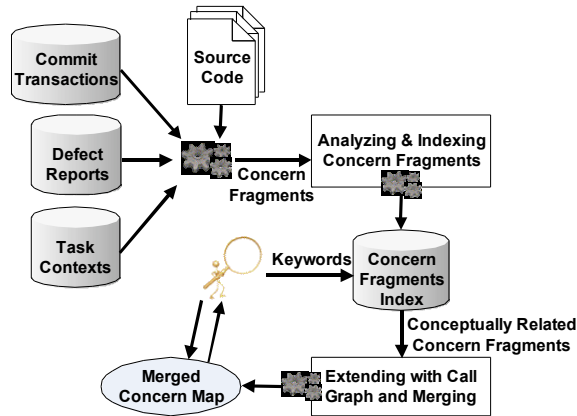 Commit
Transactions
Source
Code
Defect
Reports
Concern
Fragments
Analyzing & Indexing
Concern Fragments
Task
Contexts
Keywords
Concern
Fragments
Index
Conceptually Related
Concern Fragments
Merged
Concern Map
Extending with Call
Graph and Merging